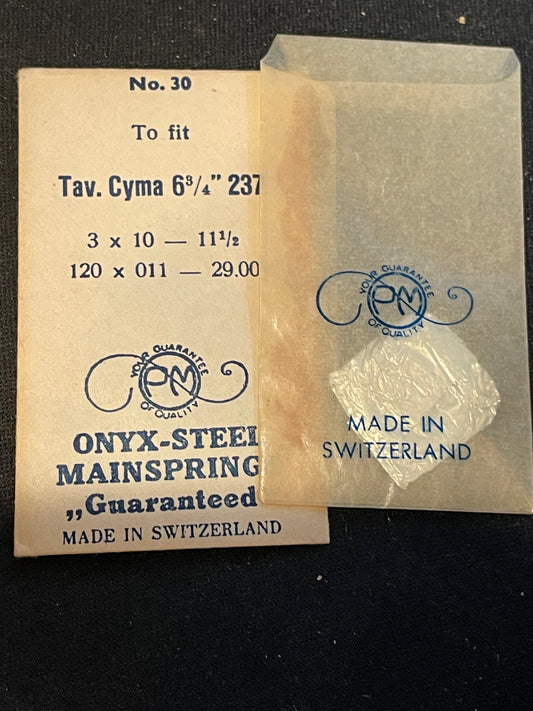 No. 30
To fit
Tav. Cyma 6³/₄" 237
3 x 10 — 11¹/₂
120 x 011 — 29.00
YOUR GUARANTEE
PM
OF QUALITY
ONYX-STEEL
MAINSPRING
„Guaranteed
MADE IN SWITZERLAND
YOUR GUARANTEE
PM
OF QUALITY
MADE IN
SWITZERLAND